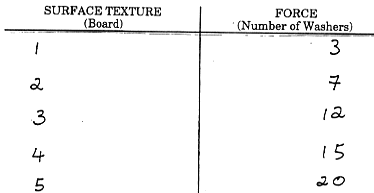 SURFACE TEXTURE FORCE
(Board) (Number of Washers)
1 3
2 7
3 12
4 15
5 20